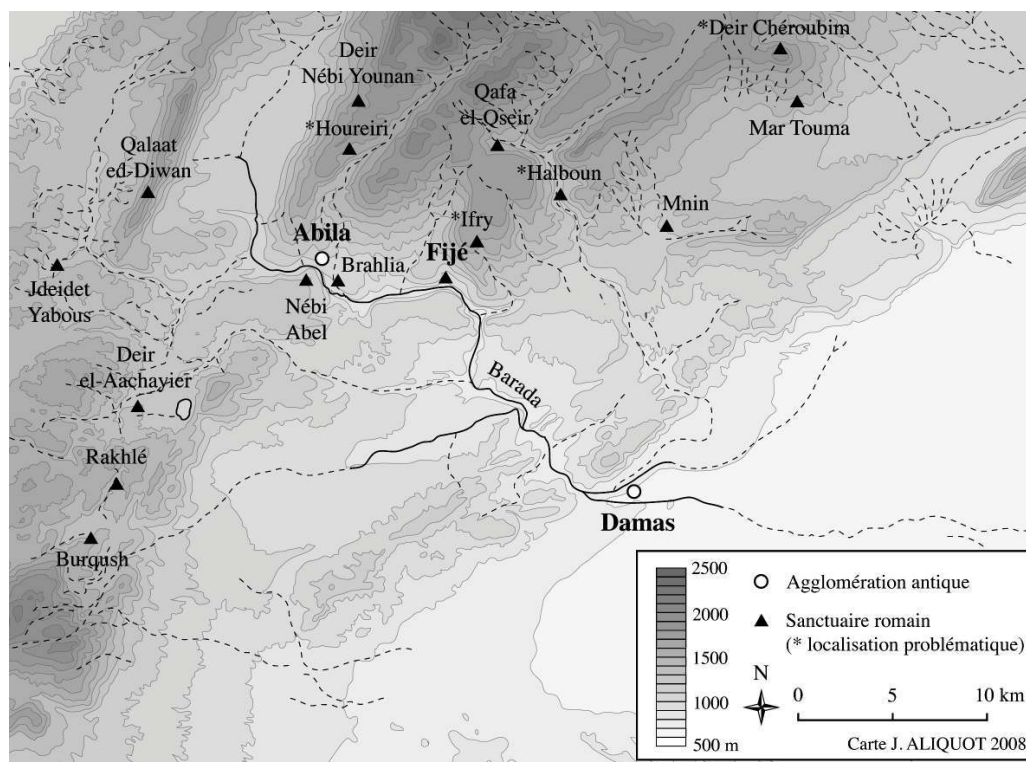 *Deir Chéroubim
Deir
Nébi Younan
Qafa
el-Qseir
Mar Touma
*Houreiri
Qalaat
ed-Diwan
*Halboun
Mnin
*Ifry
Abila
Fijé
Brahlia
Jdeidet
Yabous
Nébi
Abel
Deir
el-Aachayier
Barada
Rakhlé
Damas
Burqush
2500
2000
1500
1000
500 m
Agglomération antique
Sanctuaire romain
(* localisation problématique)
N
0 5 10 km
Carte J. ALIQUOT 2008